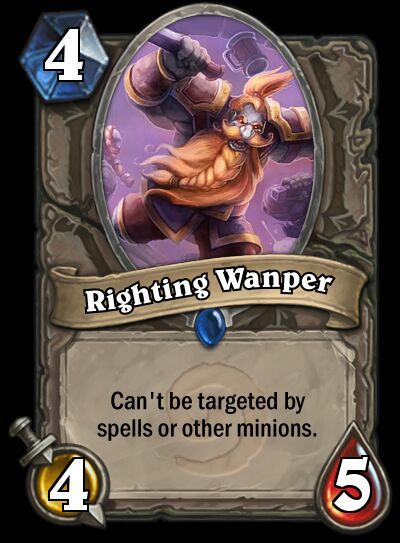 4
Righting Wanper
Can't be targeted by
spells or other minions.
4
5